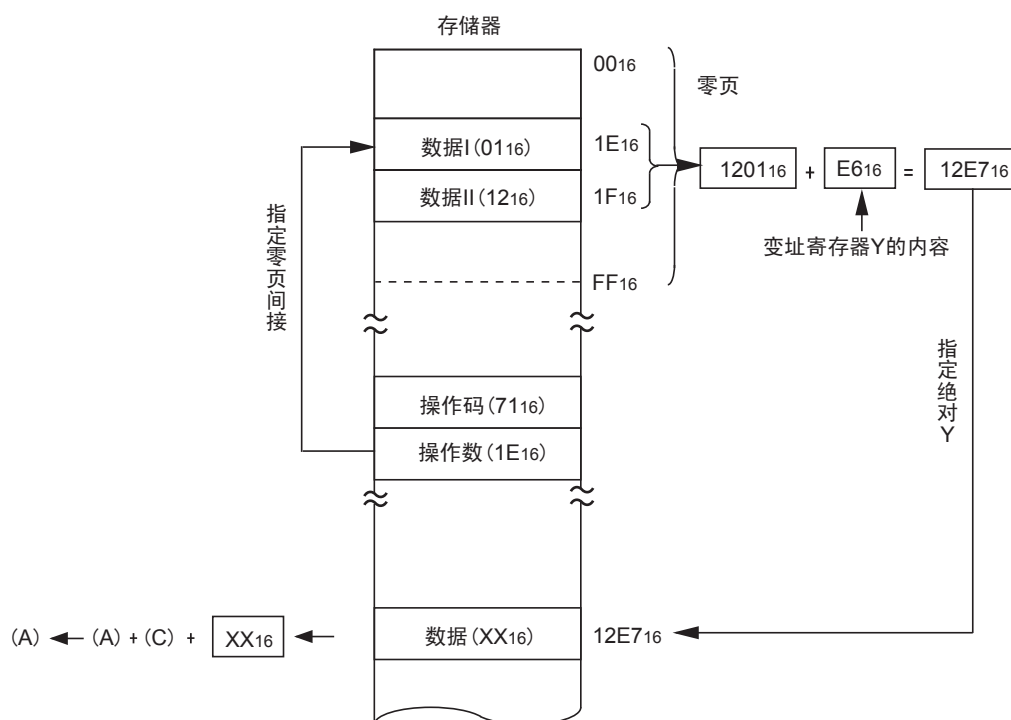 存储器
0016
零页
数据I(0116)
1E16
120116 + E616 = 12E716
数据II(1216)
1F16
变址寄存器Y的内容
指定零页间接
FF16
指定绝对Y
操作码(7116)
操作数(1E16)
(A) ← (A) + (C) + XX16
数据(XX16)
12E716